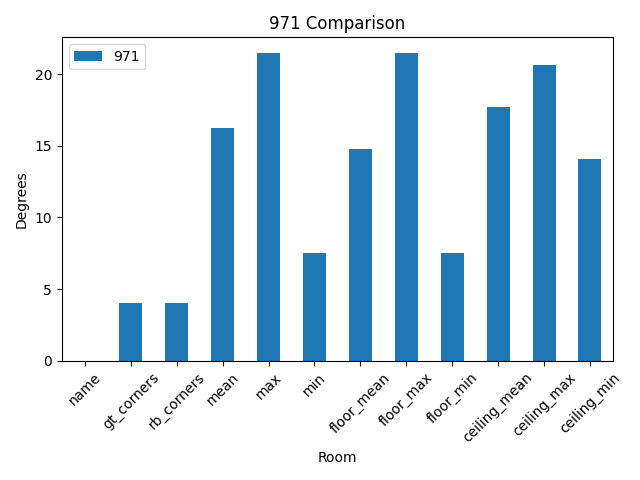 971 Comparison
971
20
15
10
5
0
Degrees
name
gt_corners
rb_corners
mean
max
min
floor_mean
floor_max
floor_min
ceiling_mean
ceiling_max
ceiling_min
Room